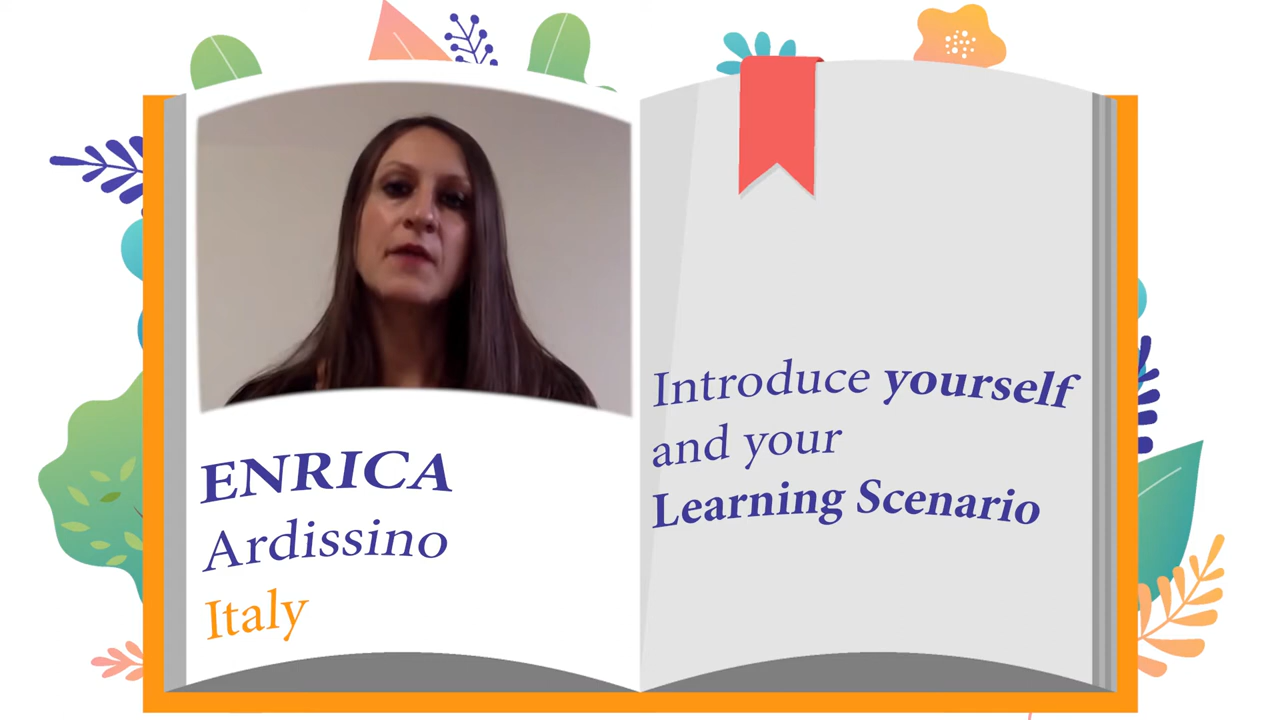 ENRICA
Ardissino
Italy
Introduce yourself
and your
Learning Scenario